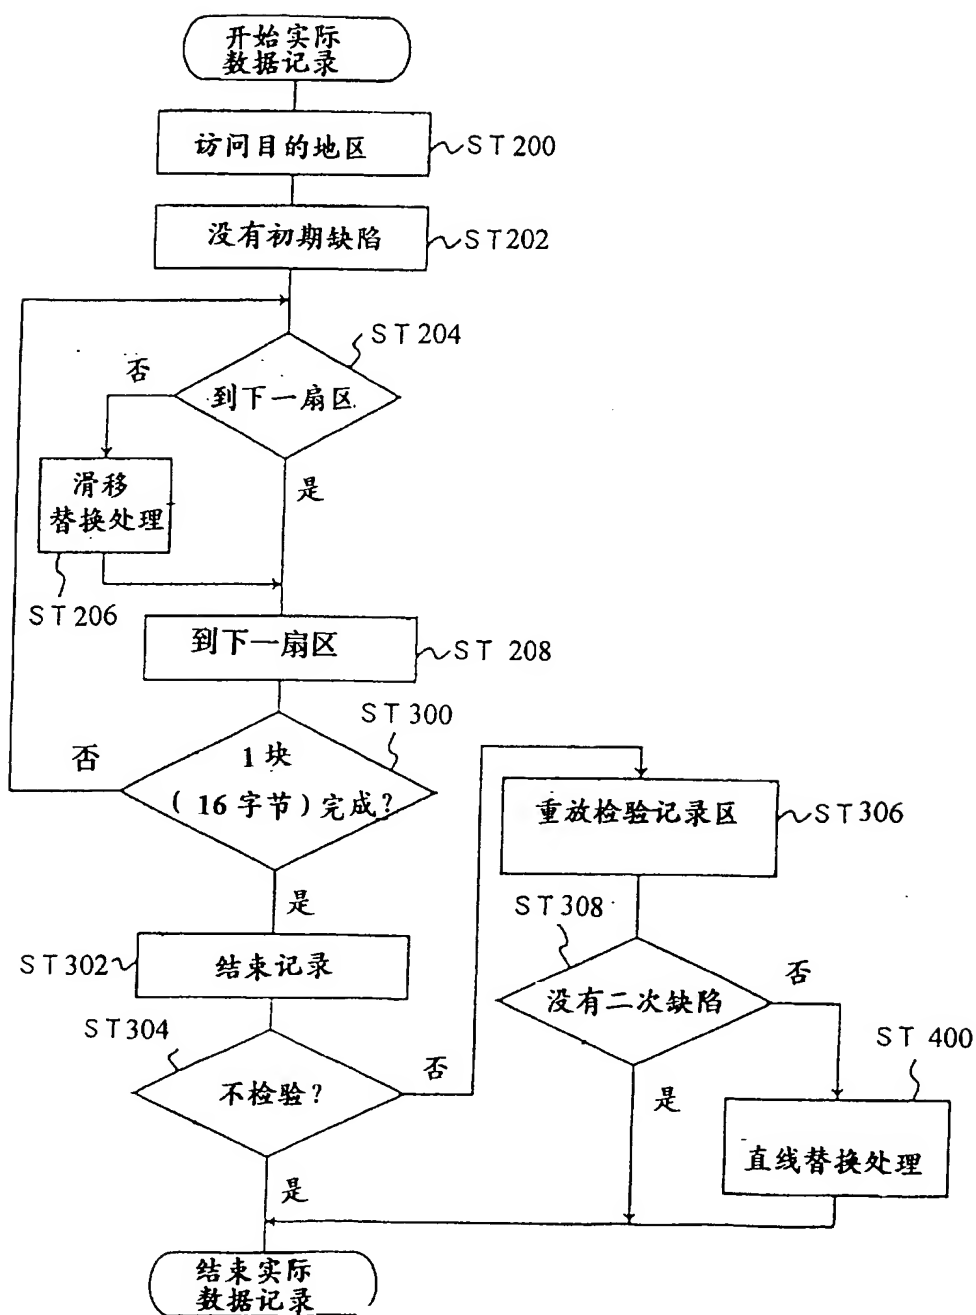 开始实际
数据记录
访问目的地区
ST200
没有初期缺陷
ST202
ST204
否
到下一扇区
是
滑移
替换处理
ST206
到下一扇区
ST 208
ST300
否
1块
(16字节)完成?
是
ST302
结束记录
ST304
不检验?
否
是
重放检验记录区
ST306
ST308
没有二次缺陷
否
是
ST 400
直线替换处理
结束实际
数据记录